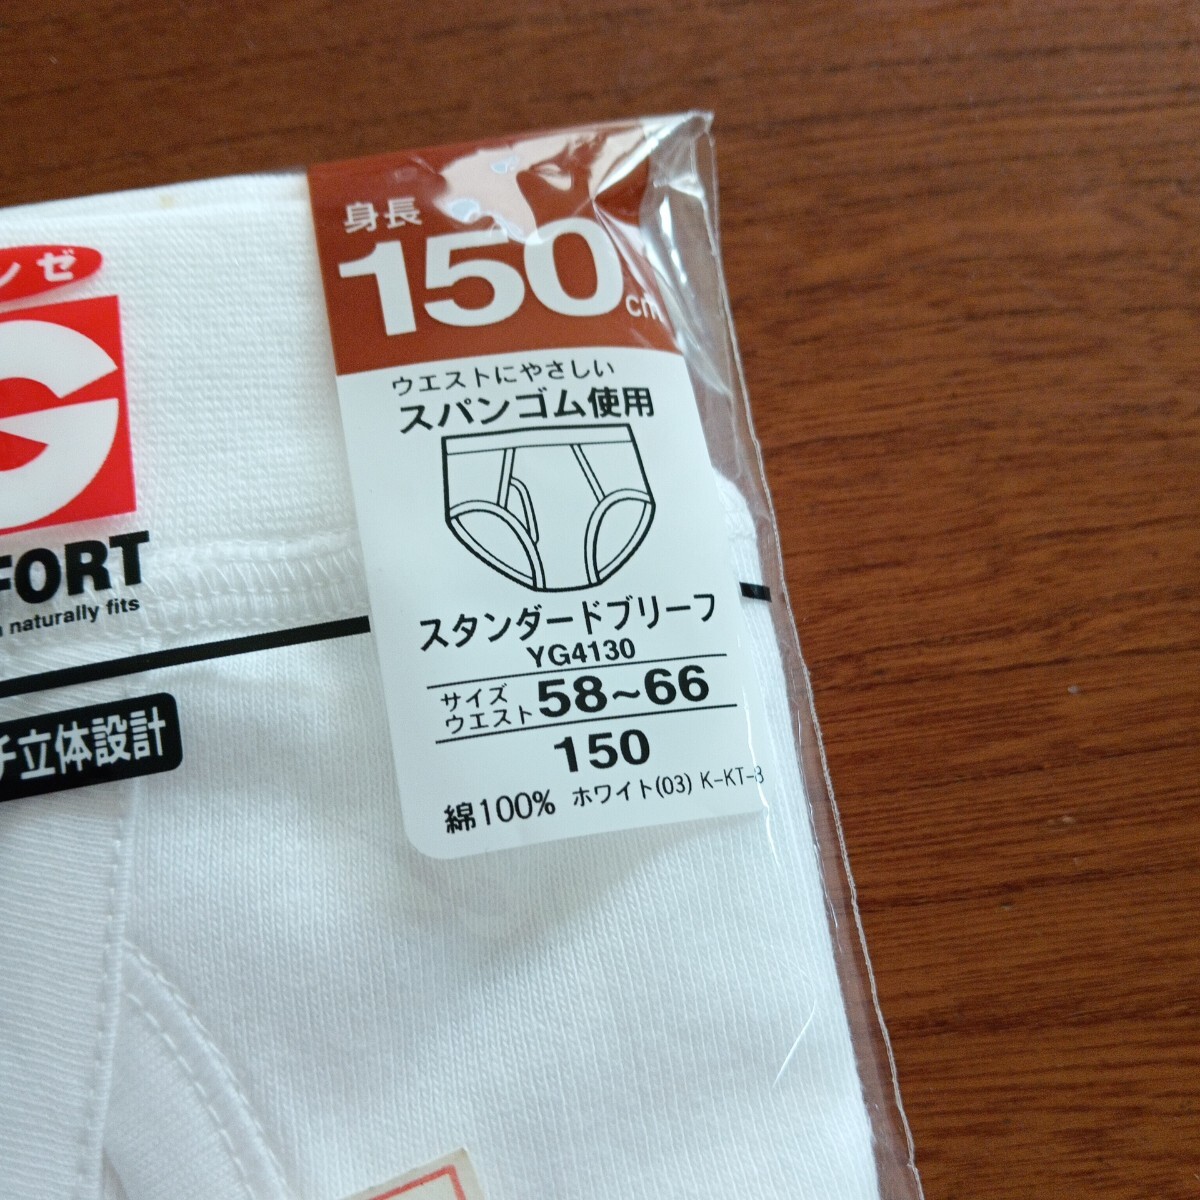 ンゼ
G
FORT
naturally fits
立体設計
身長
150cm
ウエストにやさしい
スパンゴム使用
スタンダードブリーフ
YG4130
サイズ
ウエスト 58~66
150
綿100% ホワイト(03) K-KT-B